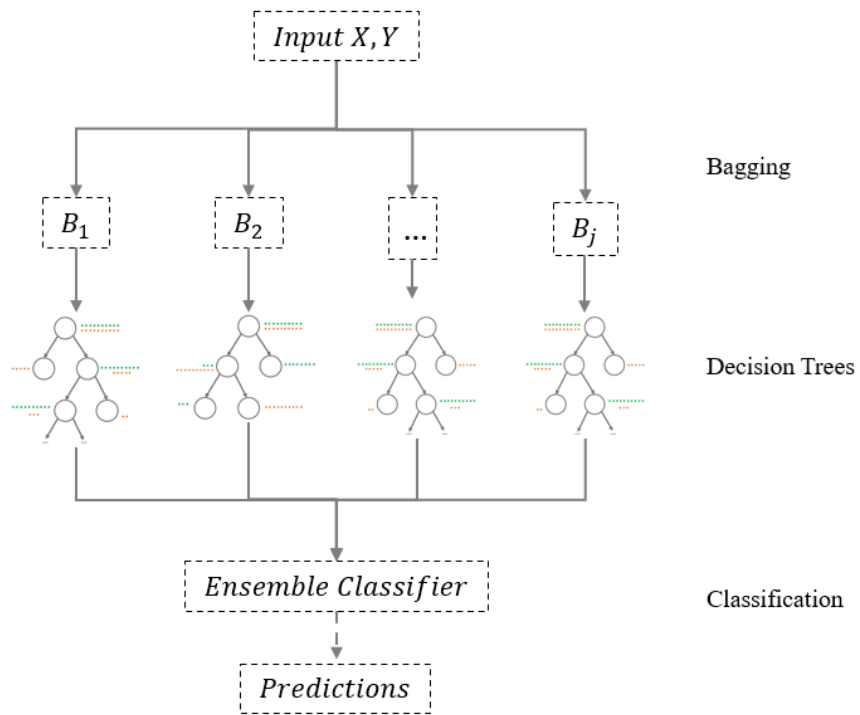 Input X, Y
Bagging
B₁
B₂
...
Bⱼ
Decision Trees
Ensemble Classifier
Classification
Predictions